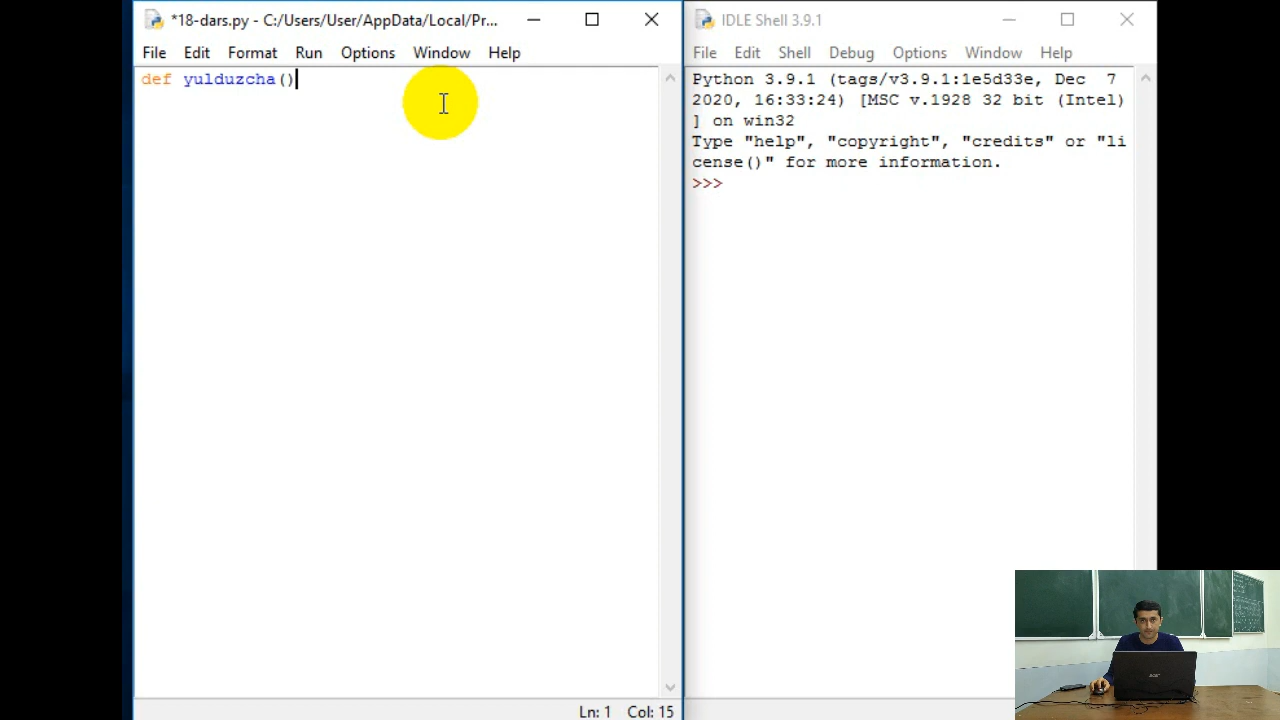 *18-dars.py - C:/Users/User/AppData/Local/Pr...
File Edit Format Run Options Window Help
def yulduzcha()
Ln: 1 Col: 15
IDLE Shell 3.9.1
File Edit Shell Debug Options Window Help
Python 3.9.1 (tags/v3.9.1:1e5d33e, Dec 7
2020, 16:33:24) [MSC v.1928 32 bit (Intel)
] on win32
Type "help", "copyright", "credits" or "li
cense()" for more information.
>>>
acer